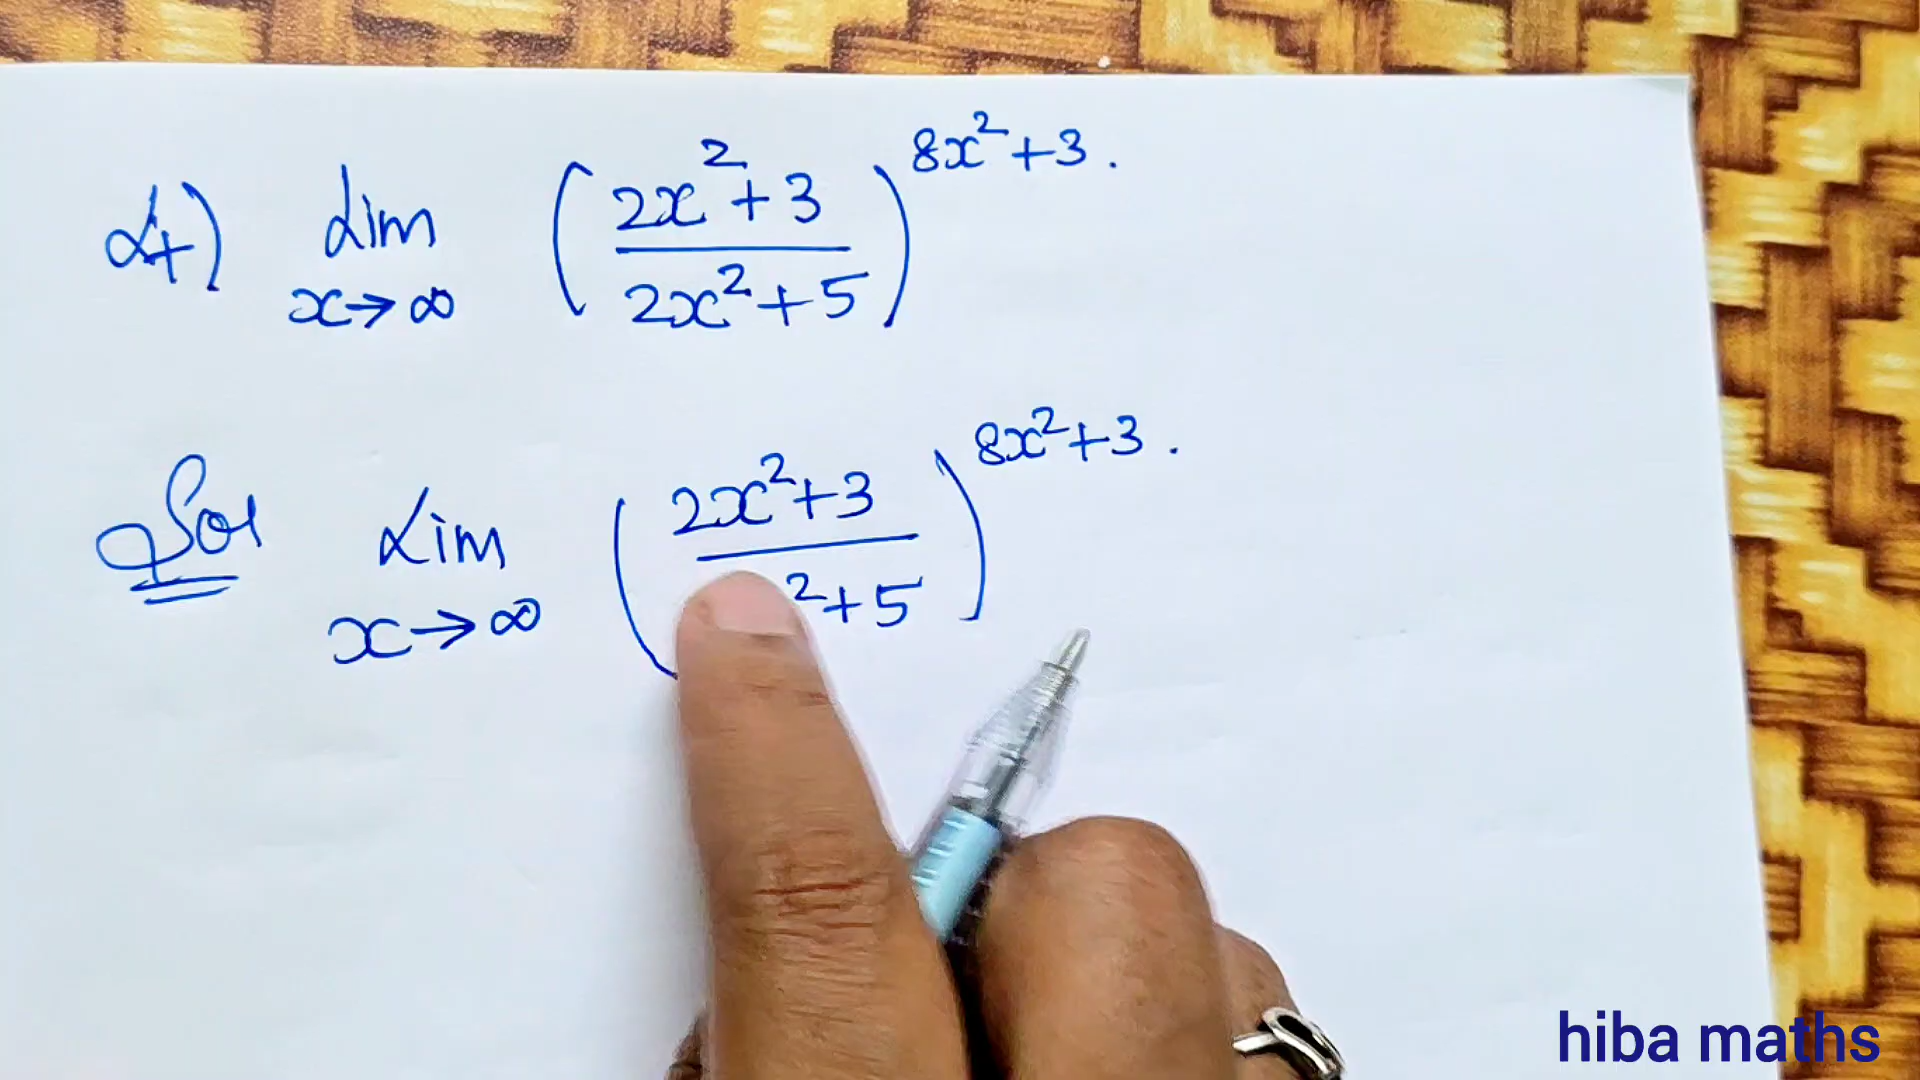 4) Lim x→∞ (2x²+3 / 2x²+5)^8x²+3.
Sol Lim x→∞ (2x²+3 / ²+5)^8x²+3.
hiba maths